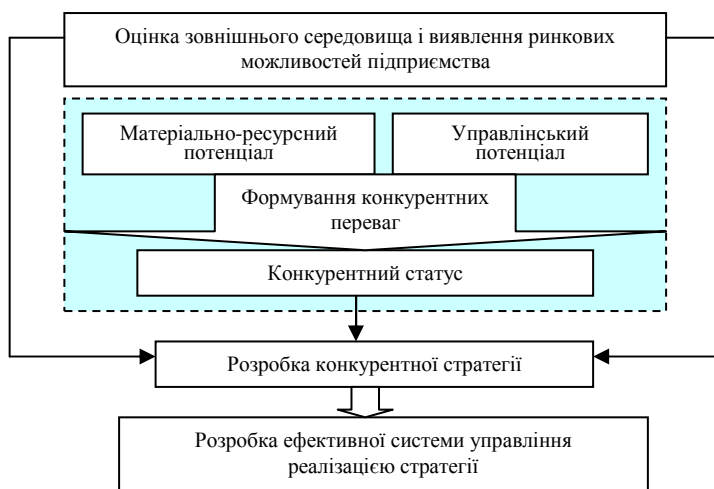 Оцінка зовнішнього середовища і виявлення ринкових
можливостей підприємства
Матеріально-ресурсний
потенціал
Управлінський
потенціал
Формування конкурентних
переваг
Конкурентний статус
Розробка конкурентної стратегії
Розробка ефективної системи управління
реалізацією стратегії